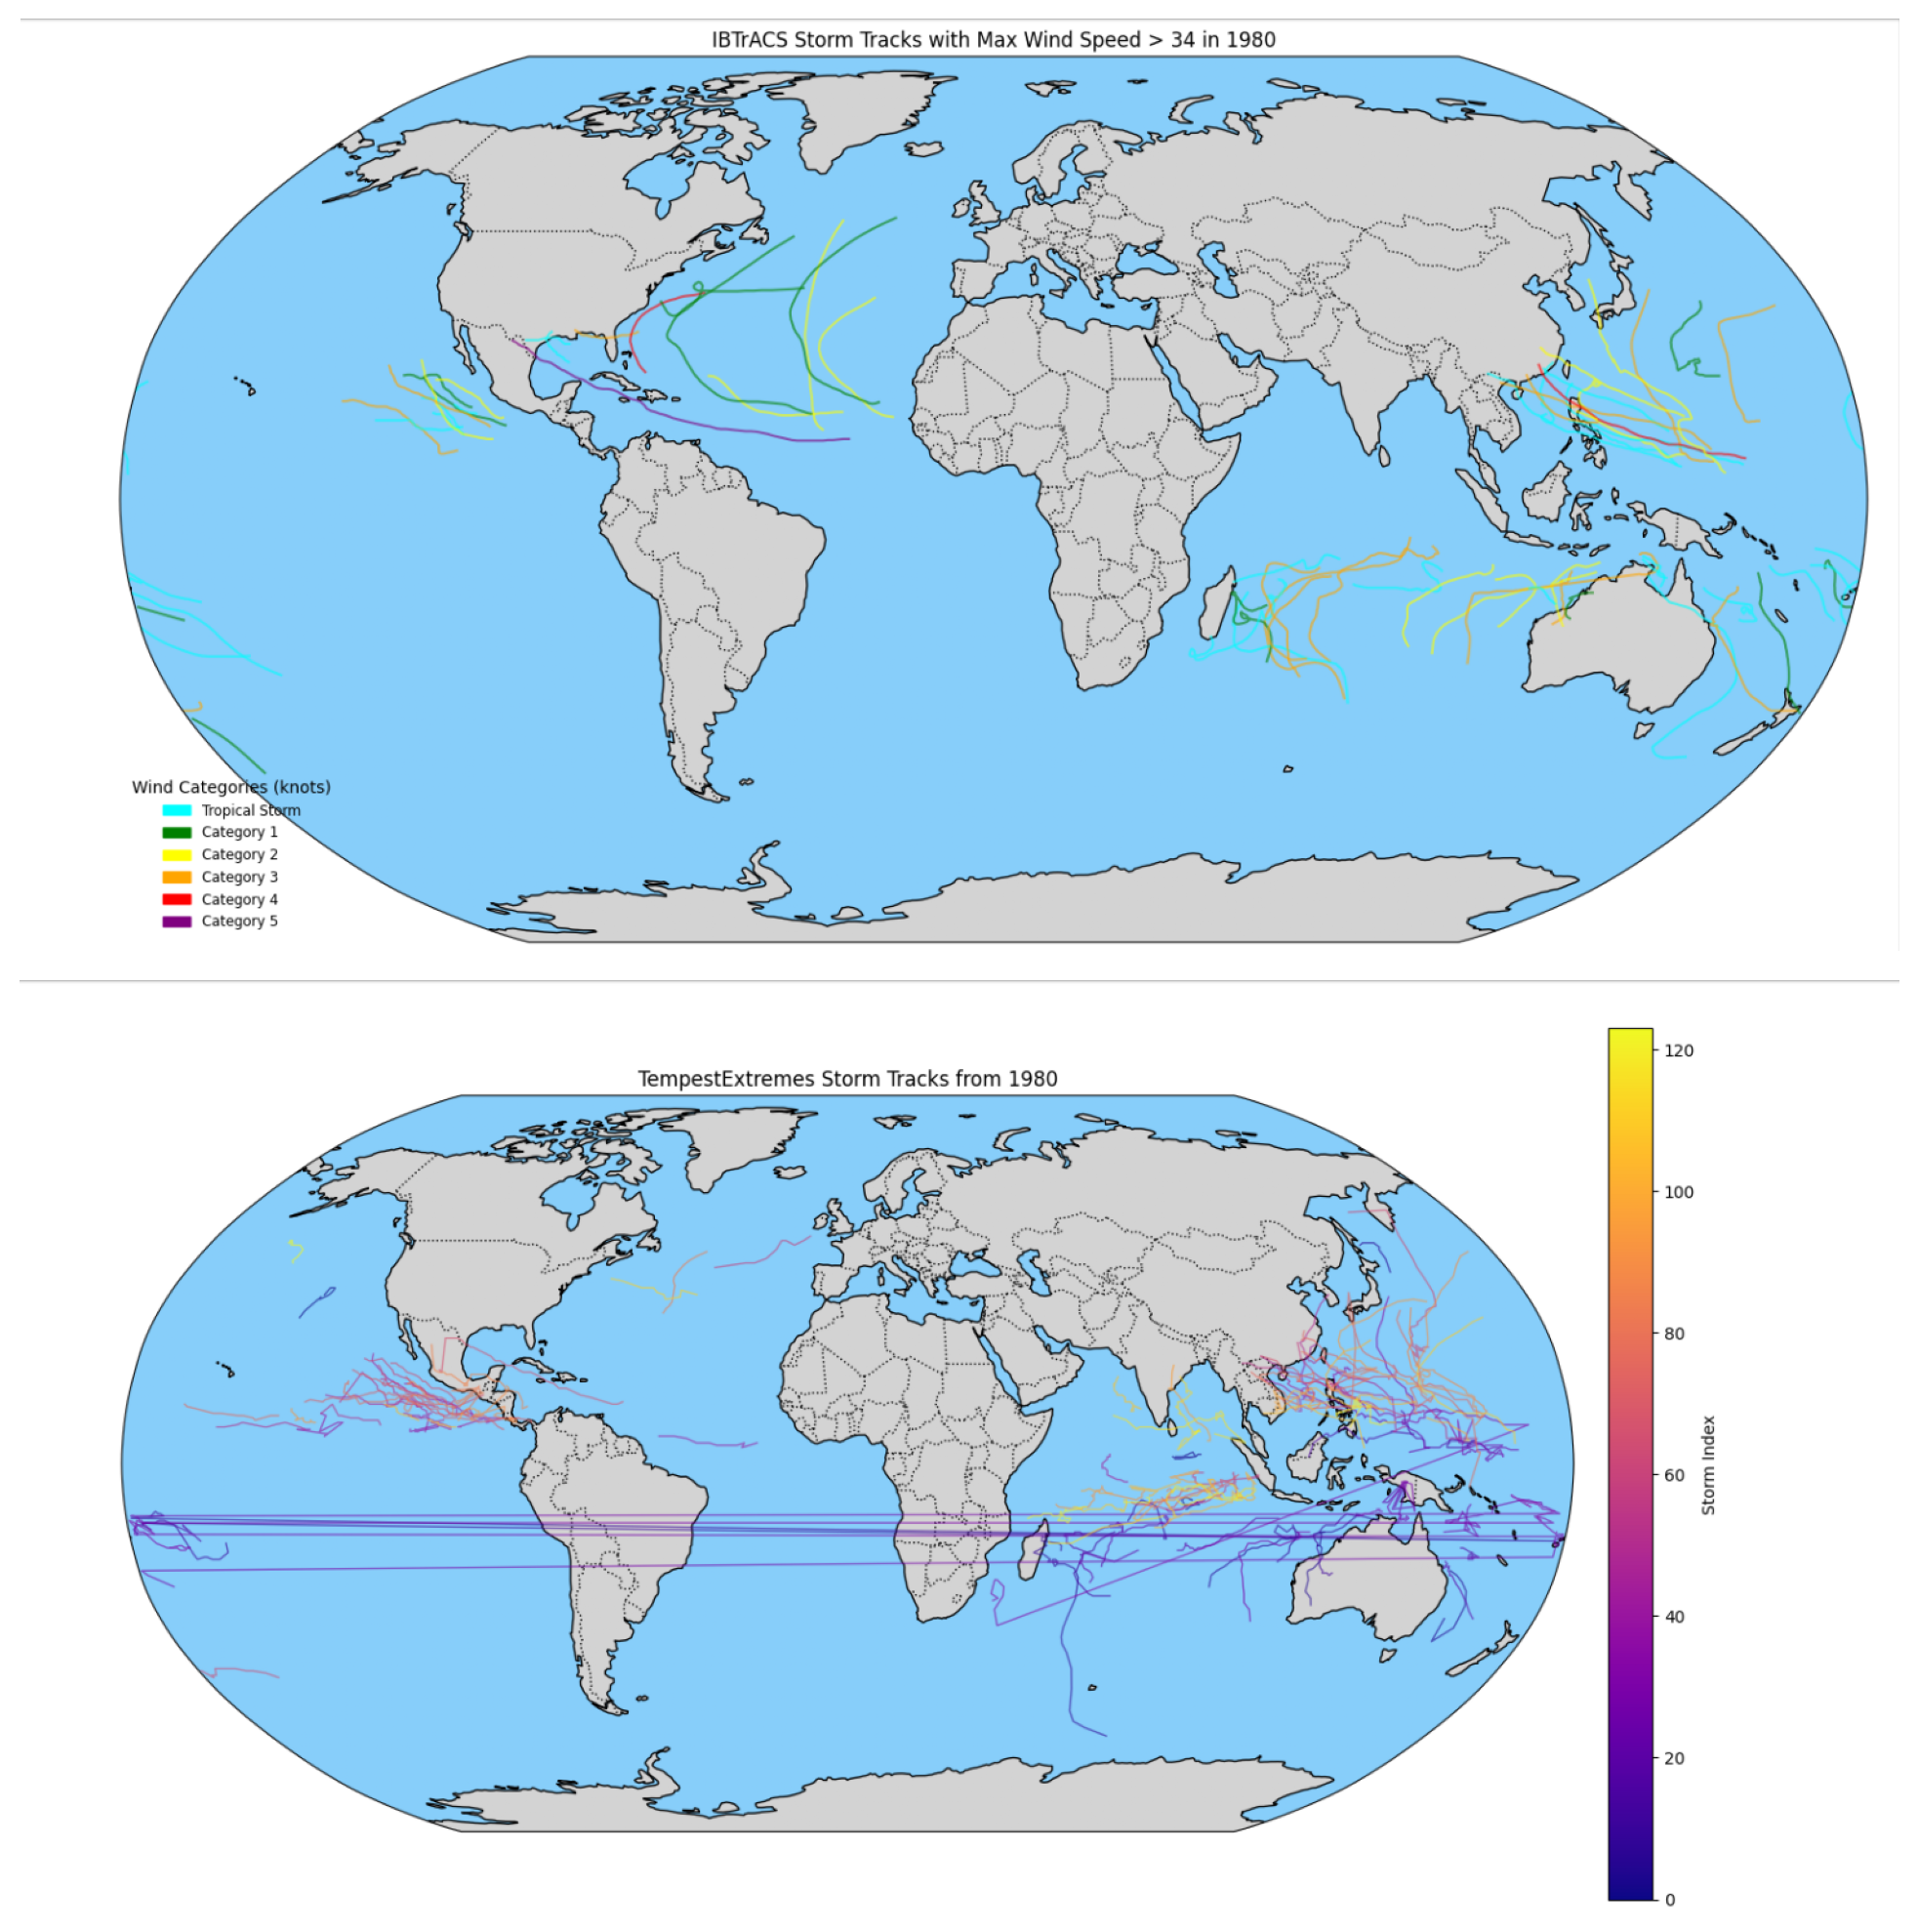 IBTrACS Storm Tracks with Max Wind Speed > 34 in 1980
Wind Categories (knots)
Tropical Storm
Category 1
Category 2
Category 3
Category 4
Category 5
TempestExtremes Storm Tracks from 1980
120
100
80
60
40
20
0
Storm Index